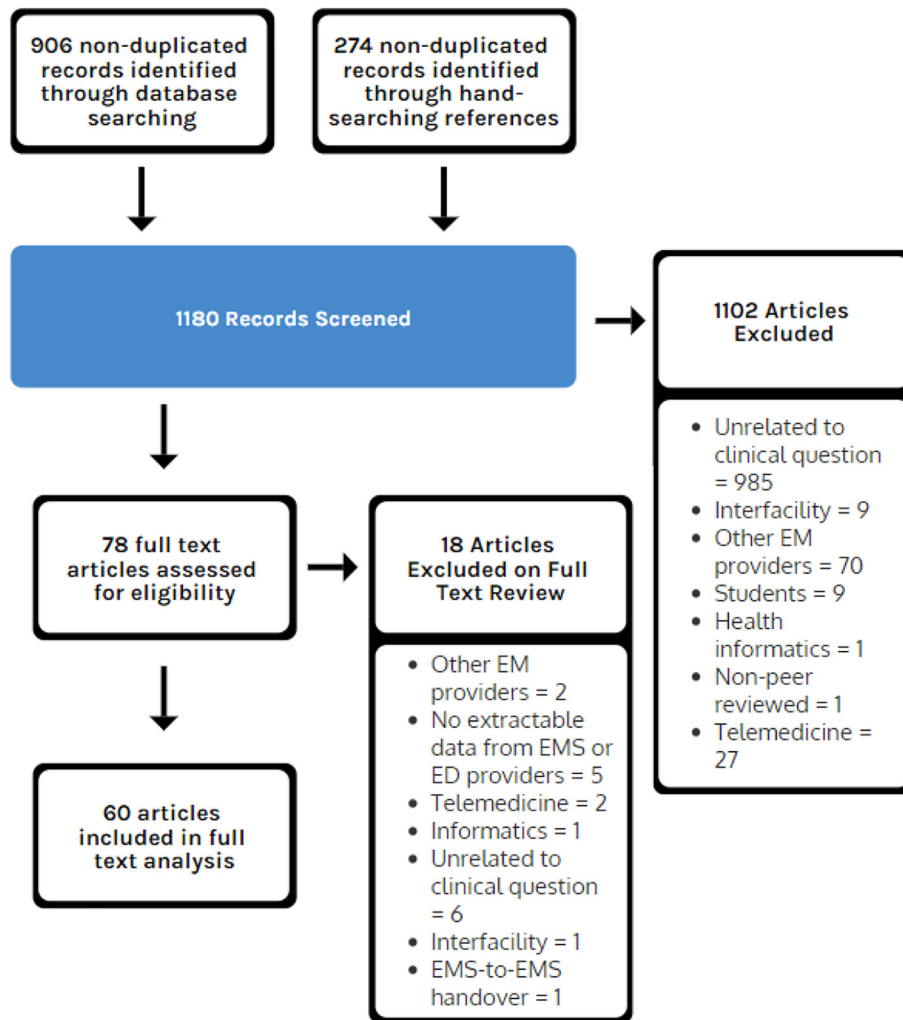 906 non-duplicated
records identified
through database
searching
274 non-duplicated
records identified
through hand-
searching references
1180 Records Screened
1102 Articles
Excluded
• Unrelated to
clinical question
= 985
• Interfacility = 9
• Other EM
providers = 70
• Students = 9
• Health
informatics = 1
• Non-peer
reviewed = 1
• Telemedicine =
27
78 full text
articles assessed
for eligibility
18 Articles
Excluded on Full
Text Review
• Other EM
providers = 2
• No extractable
data from EMS or
ED providers = 5
• Telemedicine = 2
• Informatics = 1
• Unrelated to
clinical question
= 6
• Interfacility = 1
• EMS-to-EMS
handover = 1
60 articles
included in full
text analysis